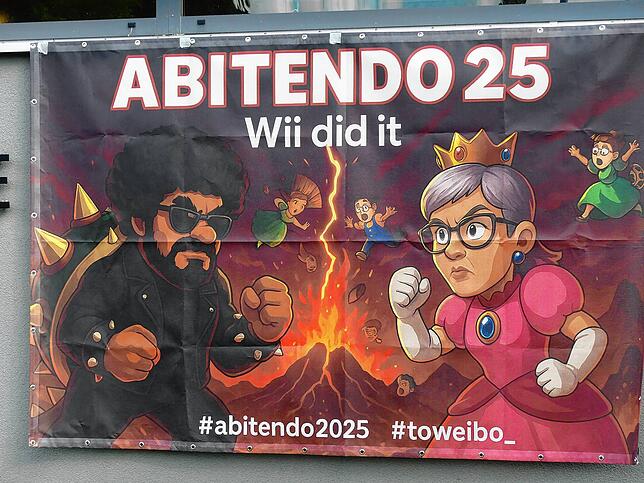 ABITENDO 25
Wii did it
E
#abitendo2025 #toweibo_